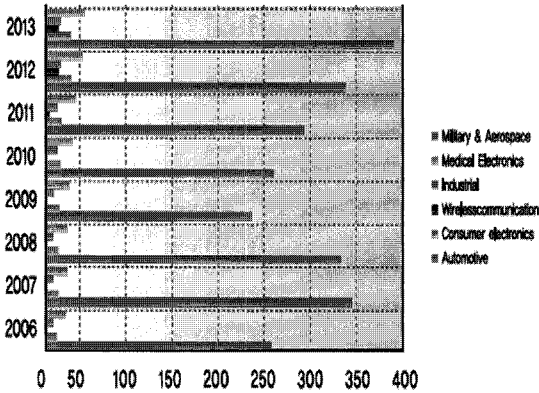 2013
2012
2011
2010
2009
2008
2007
2006
0 50 100 150 200 250 300 350 400
Military & Aerospace
Medical Electronics
Industrial
Wirelesscommunication
Consumer electronics
Automotive